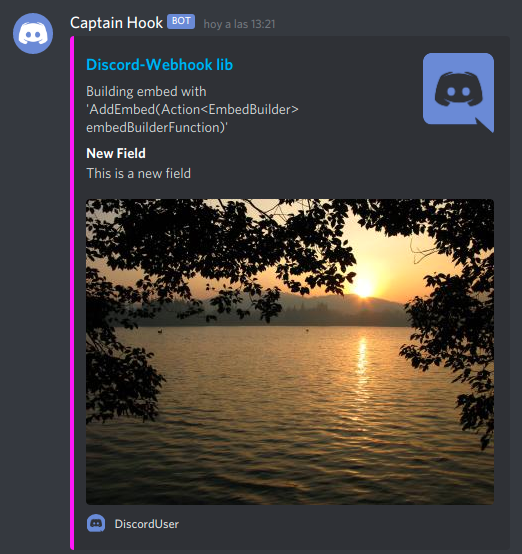 Captain Hook BOT hoy a las 13:21
Discord-Webhook lib
Building embed with
'AddEmbed(Action<EmbedBuilder>
embedBuilderFunction)'
New Field
This is a new field
DiscordUser